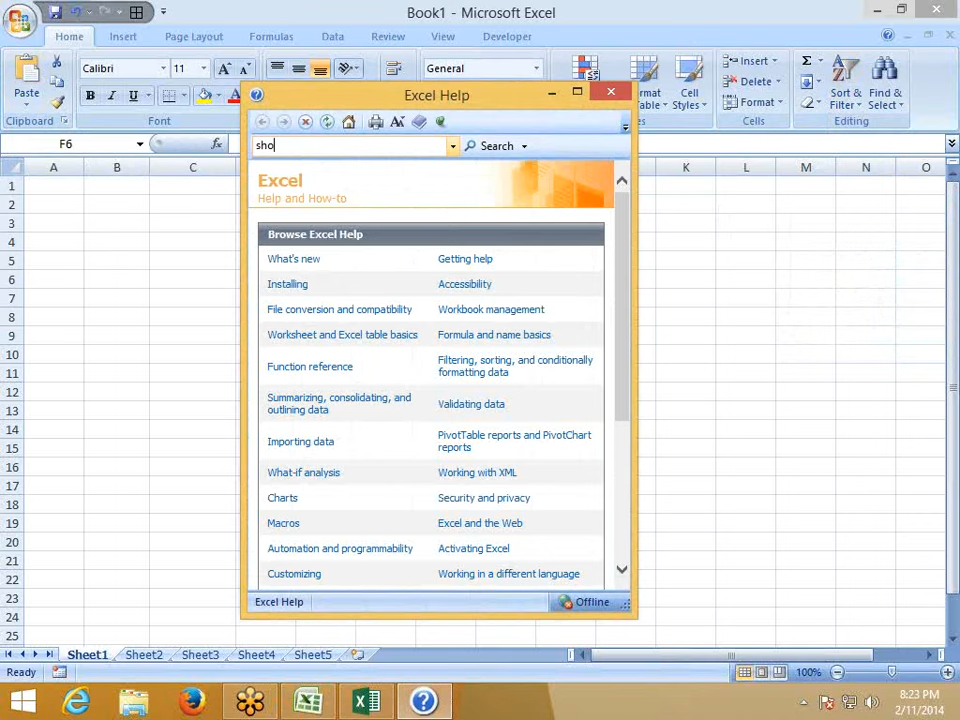 Book1 - Microsoft Excel
Home Insert Page Layout Formulas Data Review View Developer
Calibri 11 General
Insert
Delete
Format
Paste
B I U
Sort & Filter
Find & Select
Cell Styles
Clipboard Font Cells Editing
F6 fx
A B C K L M N O
1
2
3
4
5
6
7
8
9
10
11
12
13
14
15
16
17
18
19
20
21
22
23
24
25
Excel Help
sho Search
Excel
Help and How-to
Browse Excel Help
What's new Getting help
Installing Accessibility
File conversion and compatibility Workbook management
Worksheet and Excel table basics Formula and name basics
Function reference Filtering, sorting, and conditionally formatting data
Summarizing, consolidating, and outlining data Validating data
Importing data PivotTable reports and PivotChart reports
What-if analysis Working with XML
Charts Security and privacy
Macros Excel and the Web
Automation and programmability Activating Excel
Customizing Working in a different language
Excel Help Offline
Sheet1 Sheet2 Sheet3 Sheet4 Sheet5
Ready 100%
8:23 PM
2/11/2014